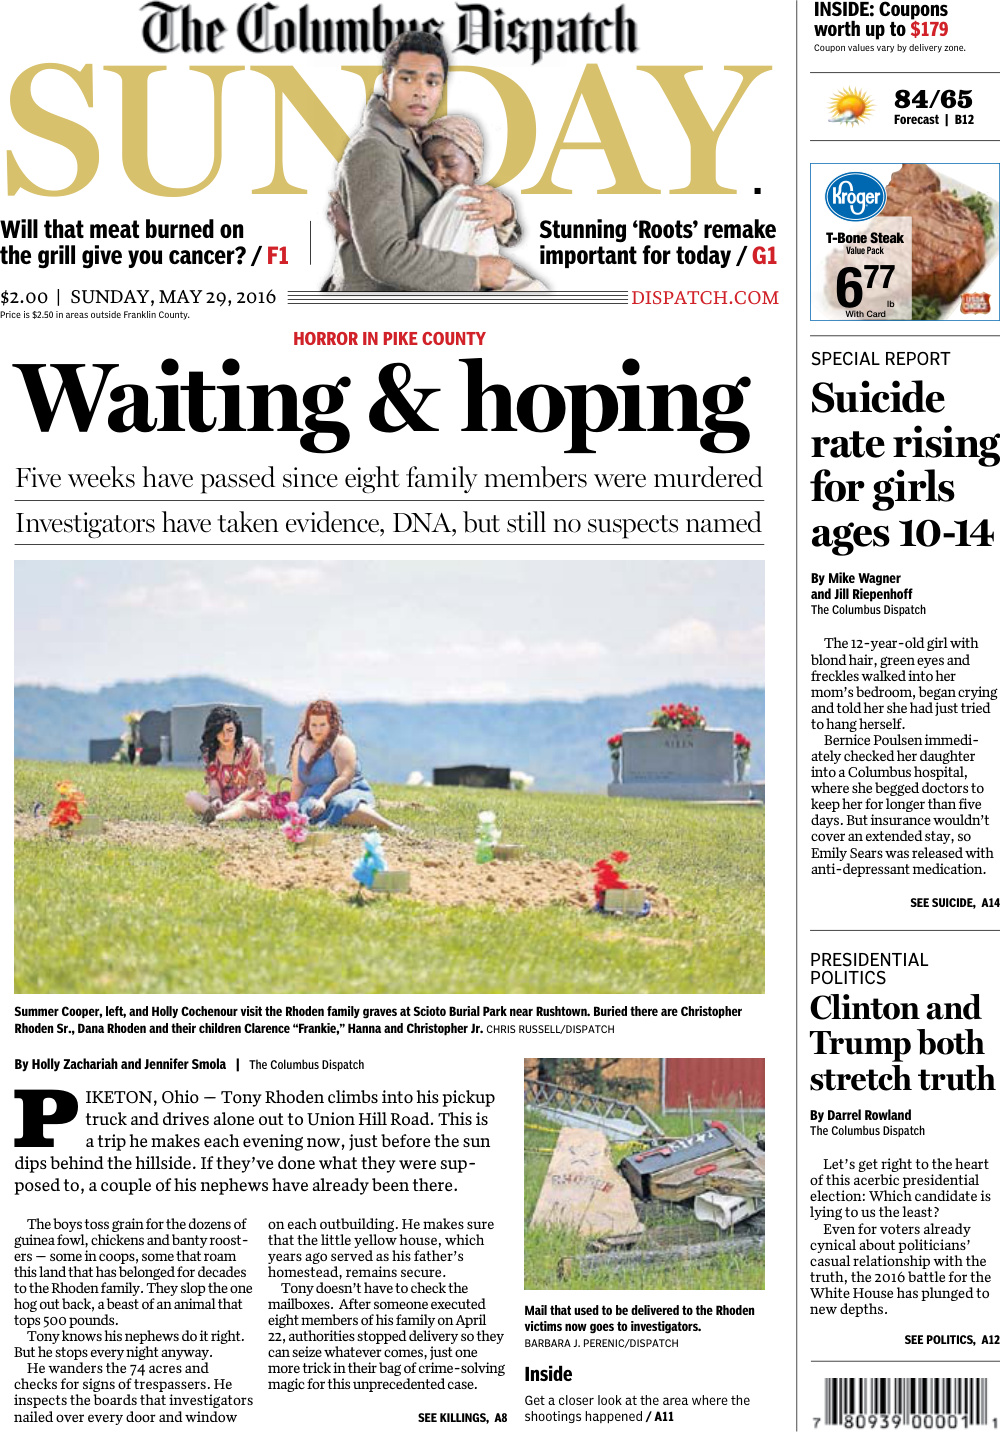 The Columbus Dispatch
SUNDAY.
Will that meat burned on
the grill give you cancer? / F1
Stunning ‘Roots’ remake
important for today / G1
$2.00 | SUNDAY, MAY 29, 2016
DISPATCH.COM
Price is $2.50 in areas outside Franklin County.
HORROR IN PIKE COUNTY
Waiting & hoping
Five weeks have passed since eight family members were murdered
Investigators have taken evidence, DNA, but still no suspects named
ALLEN
Summer Cooper, left, and Holly Cochenour visit the Rhoden family graves at Scioto Burial Park near Rushtown. Buried there are Christopher
Rhoden Sr., Dana Rhoden and their children Clarence “Frankie,” Hanna and Christopher Jr. CHRIS RUSSELL/DISPATCH
By Holly Zachariah and Jennifer Smola | The Columbus Dispatch
PIKETON, Ohio — Tony Rhoden climbs into his pickup
truck and drives alone out to Union Hill Road. This is
a trip he makes each evening now, just before the sun
dips behind the hillside. If they’ve done what they were sup-
posed to, a couple of his nephews have already been there.
The boys toss grain for the dozens of
guinea fowl, chickens and banty roost-
ers — some in coops, some that roam
this land that has belonged for decades
to the Rhoden family. They slop the one
hog out back, a beast of an animal that
tops 500 pounds.
Tony knows his nephews do it right.
But he stops every night anyway.
He wanders the 74 acres and
checks for signs of trespassers. He
inspects the boards that investigators
nailed over every door and window
on each outbuilding. He makes sure
that the little yellow house, which
years ago served as his father’s
homestead, remains secure.
Tony doesn’t have to check the
mailboxes. After someone executed
eight members of his family on April
22, authorities stopped delivery so they
can seize whatever comes, just one
more trick in their bag of crime-solving
magic for this unprecedented case.
SEE KILLINGS, A8
RHODEN
Mail that used to be delivered to the Rhoden
victims now goes to investigators.
BARBARA J. PERENIC/DISPATCH
Inside
Get a closer look at the area where the
shootings happened / A11
INSIDE: Coupons
worth up to $179
Coupon values vary by delivery zone.
84/65
Forecast | B12
Kroger
T-Bone Steak
Value Pack
6 77
lb
With Card
SPECIAL REPORT
Suicide
rate rising
for girls
ages 10-14
By Mike Wagner
and Jill Riepenhoff
The Columbus Dispatch
The 12-year-old girl with
blond hair, green eyes and
freckles walked into her
mom’s bedroom, began crying
and told her she had just tried
to hang herself.
Bernice Poulsen immedi-
ately checked her daughter
into a Columbus hospital,
where she begged doctors to
keep her for longer than five
days. But insurance wouldn’t
cover an extended stay, so
Emily Sears was released with
anti-depressant medication.
SEE SUICIDE, A14
PRESIDENTIAL
POLITICS
Clinton and
Trump both
stretch truth
By Darrel Rowland
The Columbus Dispatch
Let’s get right to the heart
of this acerbic presidential
election: Which candidate is
lying to us the least?
Even for voters already
cynical about politicians’
casual relationship with the
truth, the 2016 battle for the
White House has plunged to
new depths.
SEE POLITICS, A12
7 80939 00001 1